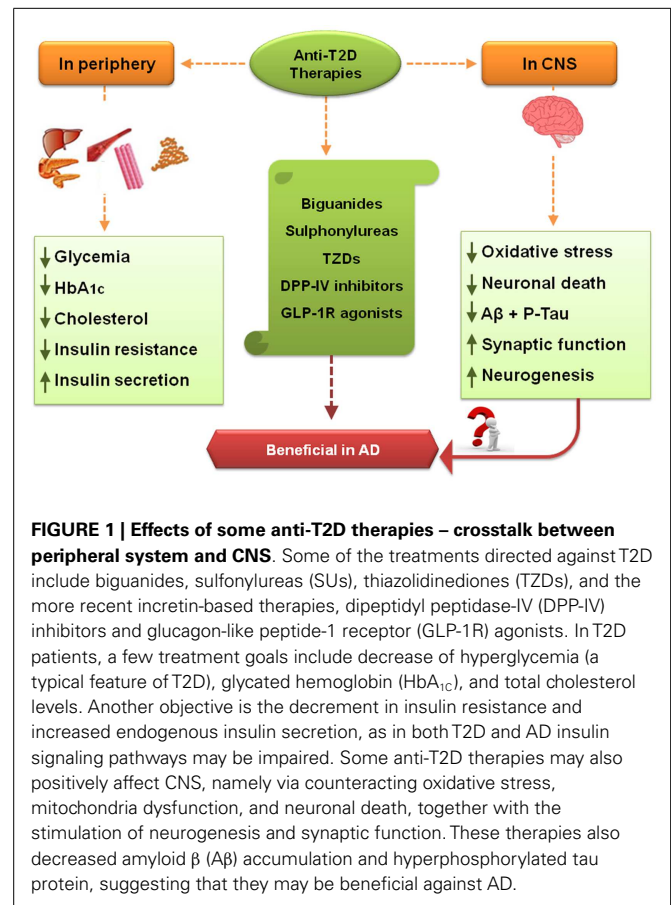 In periphery
Anti-T2D
Therapies
In CNS
Biguanides
Sulphonylureas
TZDs
DPP-IV inhibitors
GLP-1R agonists
↓ Glycemia
↓ HbA1c
↓ Cholesterol
↓ Insulin resistance
↑ Insulin secretion
↓ Oxidative stress
↓ Neuronal death
↓ Aβ + P-Tau
↑ Synaptic function
↑ Neurogenesis
?
Beneficial in AD
FIGURE 1 | Effects of some anti-T2D therapies – crosstalk between
peripheral system and CNS. Some of the treatments directed against T2D
include biguanides, sulfonylureas (SUs), thiazolidinediones (TZDs), and the
more recent incretin-based therapies, dipeptidyl peptidase-IV (DPP-IV)
inhibitors and glucagon-like peptide-1 receptor (GLP-1R) agonists. In T2D
patients, a few treatment goals include decrease of hyperglycemia (a
typical feature of T2D), glycated hemoglobin (HbA1C), and total cholesterol
levels. Another objective is the decrement in insulin resistance and
increased endogenous insulin secretion, as in both T2D and AD insulin
signaling pathways may be impaired. Some anti-T2D therapies may also
positively affect CNS, namely via counteracting oxidative stress,
mitochondria dysfunction, and neuronal death, together with the
stimulation of neurogenesis and synaptic function. These therapies also
decreased amyloid β (Aβ) accumulation and hyperphosphorylated tau
protein, suggesting that they may be beneficial against AD.